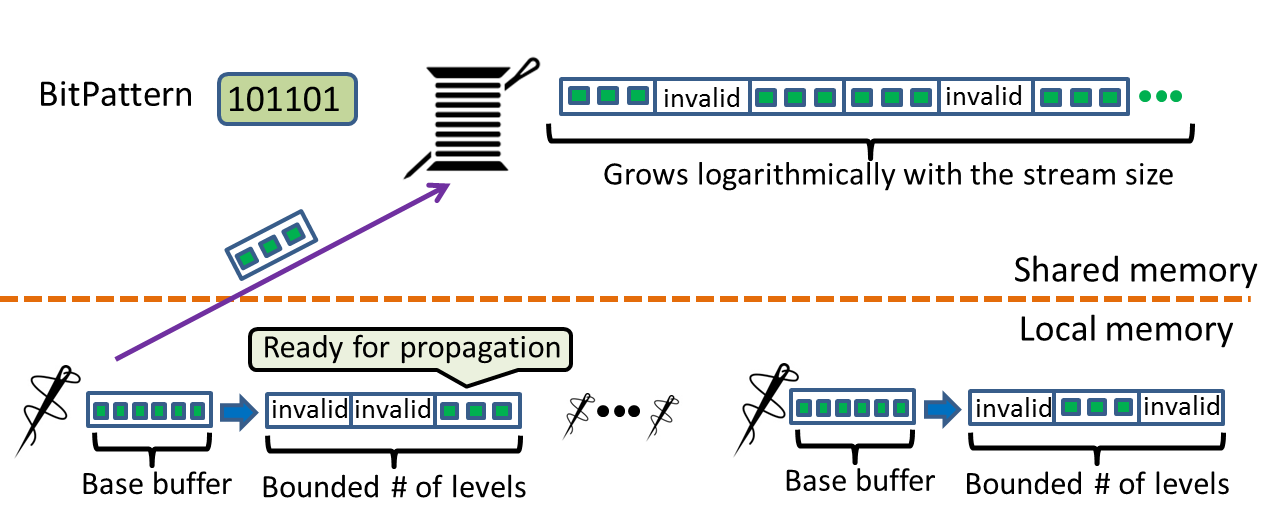 BitPattern 101101
invalid invalid
Grows logarithmically with the stream size
Shared memory
Local memory
Ready for propagation
invalid invalid
invalid invalid
Base buffer
Bounded # of levels
Base buffer
Bounded # of levels